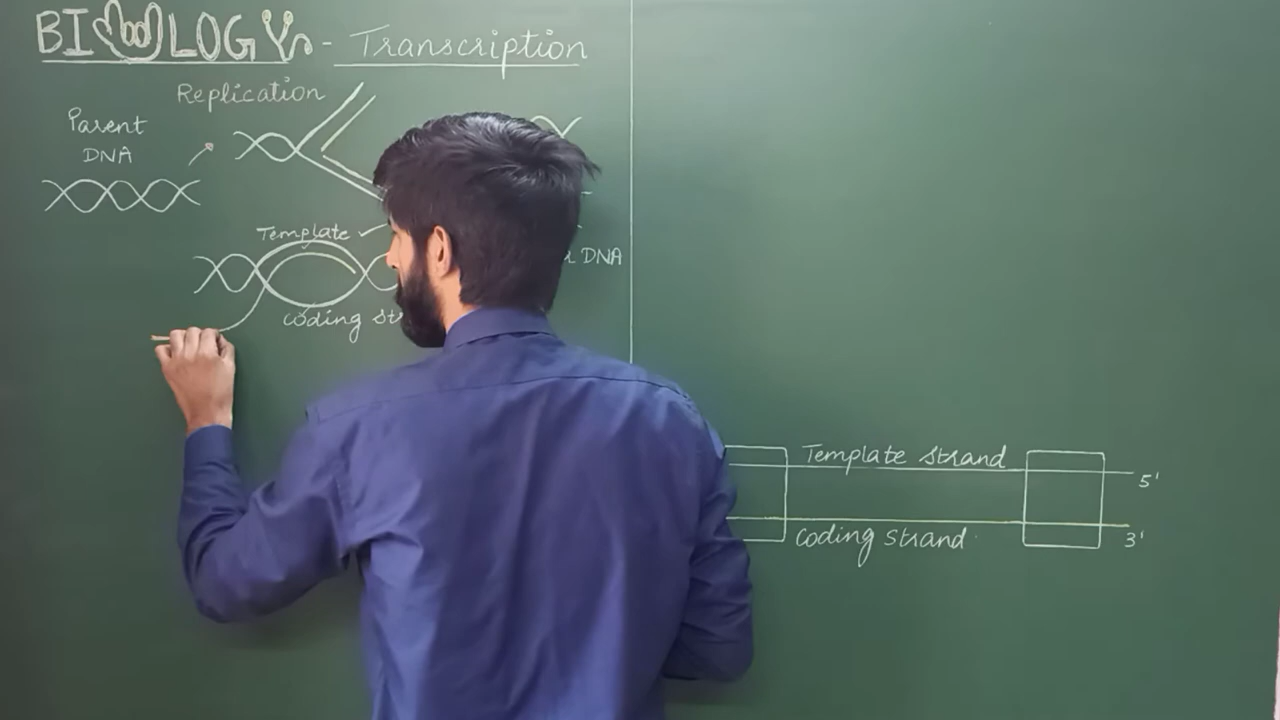 BIOLOGY - Transcription
Replication
Parent
DNA
Template
Coding
DNA
Template strand
5'
Coding strand
3'